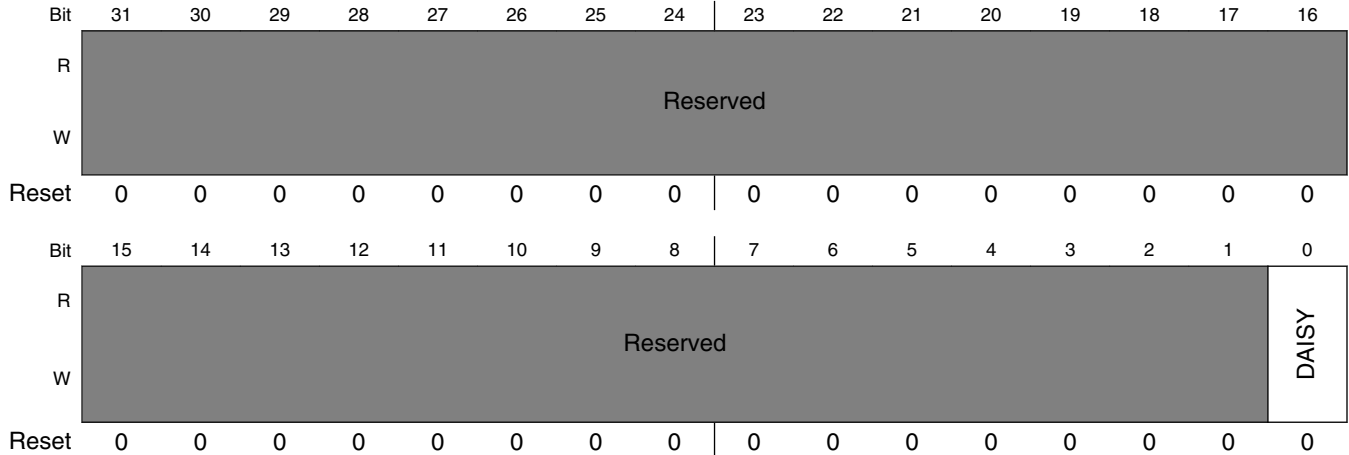 Bit 31 30 29 28 27 26 25 24 23 22 21 20 19 18 17 16
R
Reserved
W
Reset 0 0 0 0 0 0 0 0 0 0 0 0 0 0 0 0
Bit 15 14 13 12 11 10 9 8 7 6 5 4 3 2 1 0
R
Reserved DAISY
W
Reset 0 0 0 0 0 0 0 0 0 0 0 0 0 0 0 0